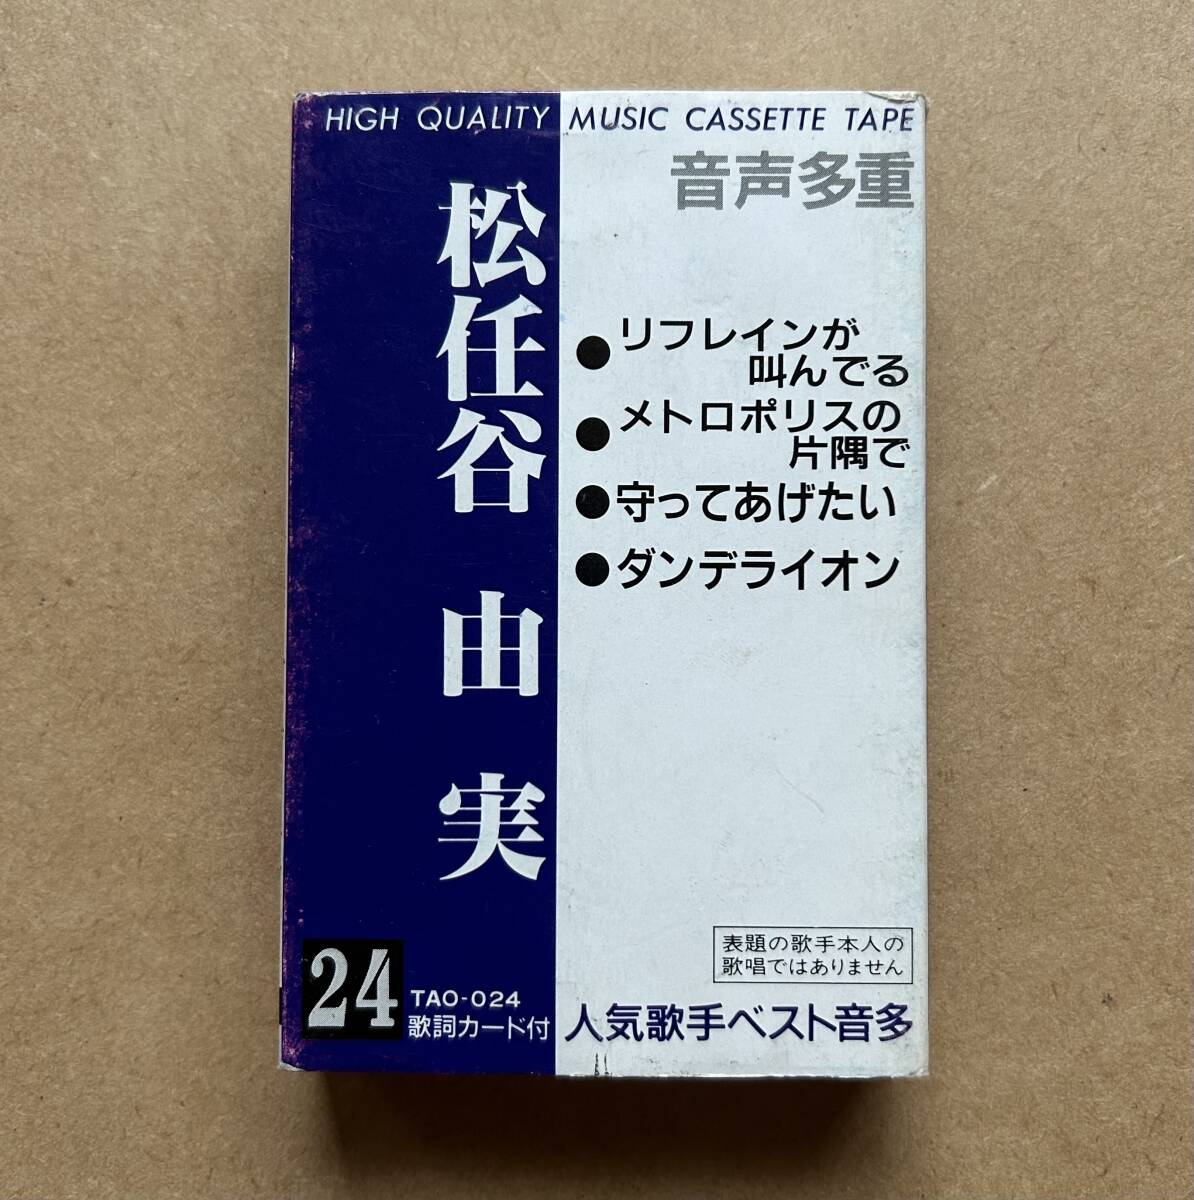 HIGH QUALITY MUSIC CASSETTE TAPE
音声多重
松任谷 由実
●リフレインが
叫んでる
●メトロポリスの
片隅で
●守ってあげたい
●ダンデライオン
表題の歌手本人の
歌唱ではありません
24
TAO-024
歌詞カード付
人気歌手ベスト音多